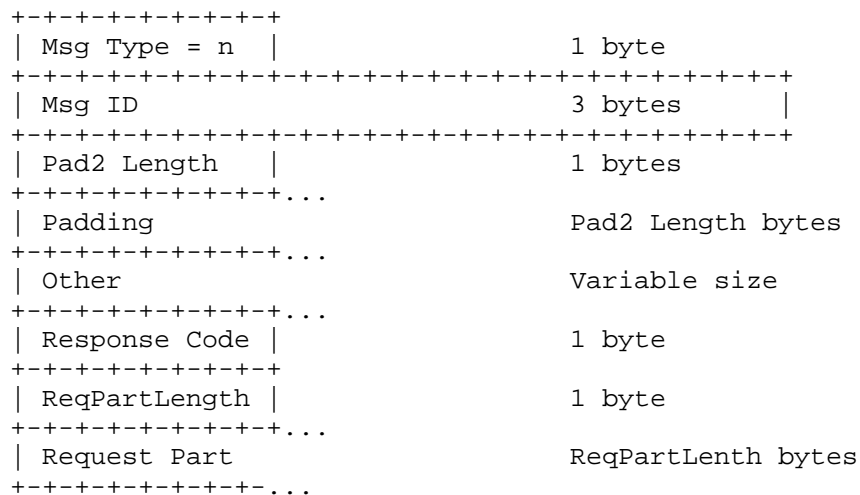 +-+-+-+-+-+-+-+-+
| Msg Type = n  |                  1 byte
+-+-+-+-+-+-+-+-+-+-+-+-+-+-+-+-+-+-+-+-+-+-+-+-+
| Msg ID                           3 bytes      |
+-+-+-+-+-+-+-+-+-+-+-+-+-+-+-+-+-+-+-+-+-+-+-+-+
| Pad2 Length   |                  1 bytes
+-+-+-+-+-+-+-+-+...
| Padding                          Pad2 Length bytes
+-+-+-+-+-+-+-+-+...
| Other                            Variable size
+-+-+-+-+-+-+-+-+...
| Response Code |                  1 byte
+-+-+-+-+-+-+-+-+
| ReqPartLength |                  1 byte
+-+-+-+-+-+-+-+-+...
| Request Part                     ReqPartLenth bytes
+-+-+-+-+-+-+-+-...